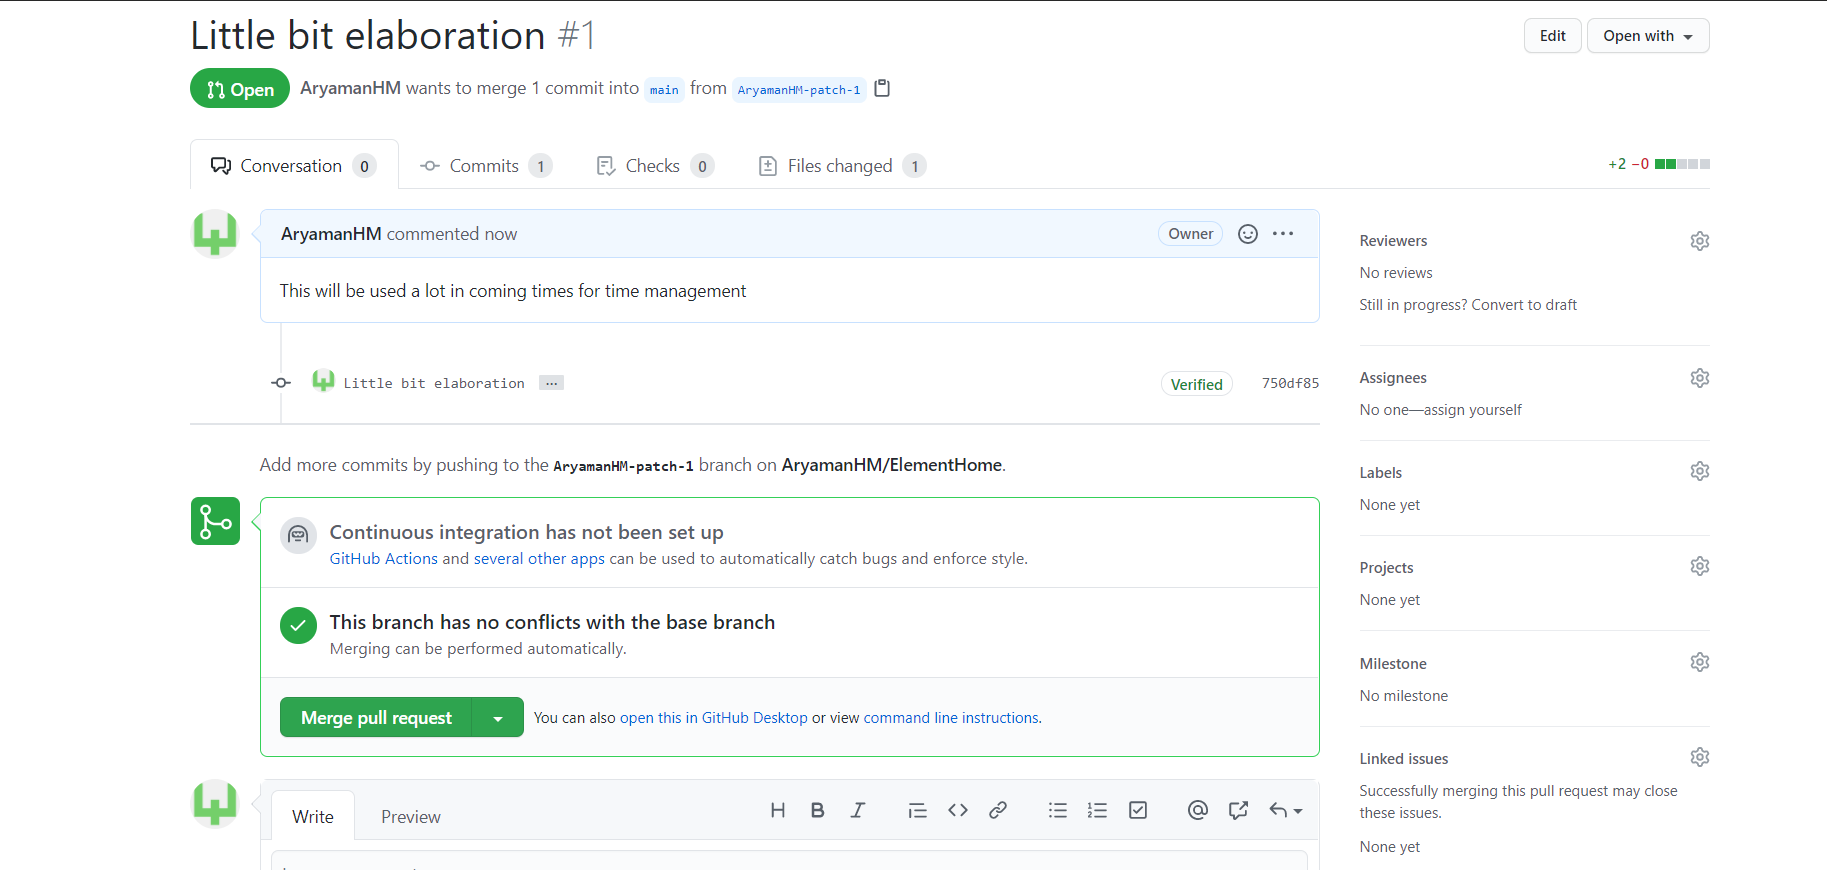 Little bit elaboration #1
Edit
Open with
Open
AryamanHM wants to merge 1 commit into main from AryamanHM-patch-1
Conversation 0
Commits 1
Checks 0
Files changed 1
+2 −0
AryamanHM commented now
Owner
This will be used a lot in coming times for time management
Little bit elaboration ...
Verified
750df85
Add more commits by pushing to the AryamanHM-patch-1 branch on AryamanHM/ElementHome.
Continuous integration has not been set up
GitHub Actions and several other apps can be used to automatically catch bugs and enforce style.
This branch has no conflicts with the base branch
Merging can be performed automatically.
Merge pull request
You can also open this in GitHub Desktop or view command line instructions.
Write
Preview
Reviewers
No reviews
Still in progress? Convert to draft
Assignees
No one—assign yourself
Labels
None yet
Projects
None yet
Milestone
No milestone
Linked issues
Successfully merging this pull request may close
these issues.
None yet